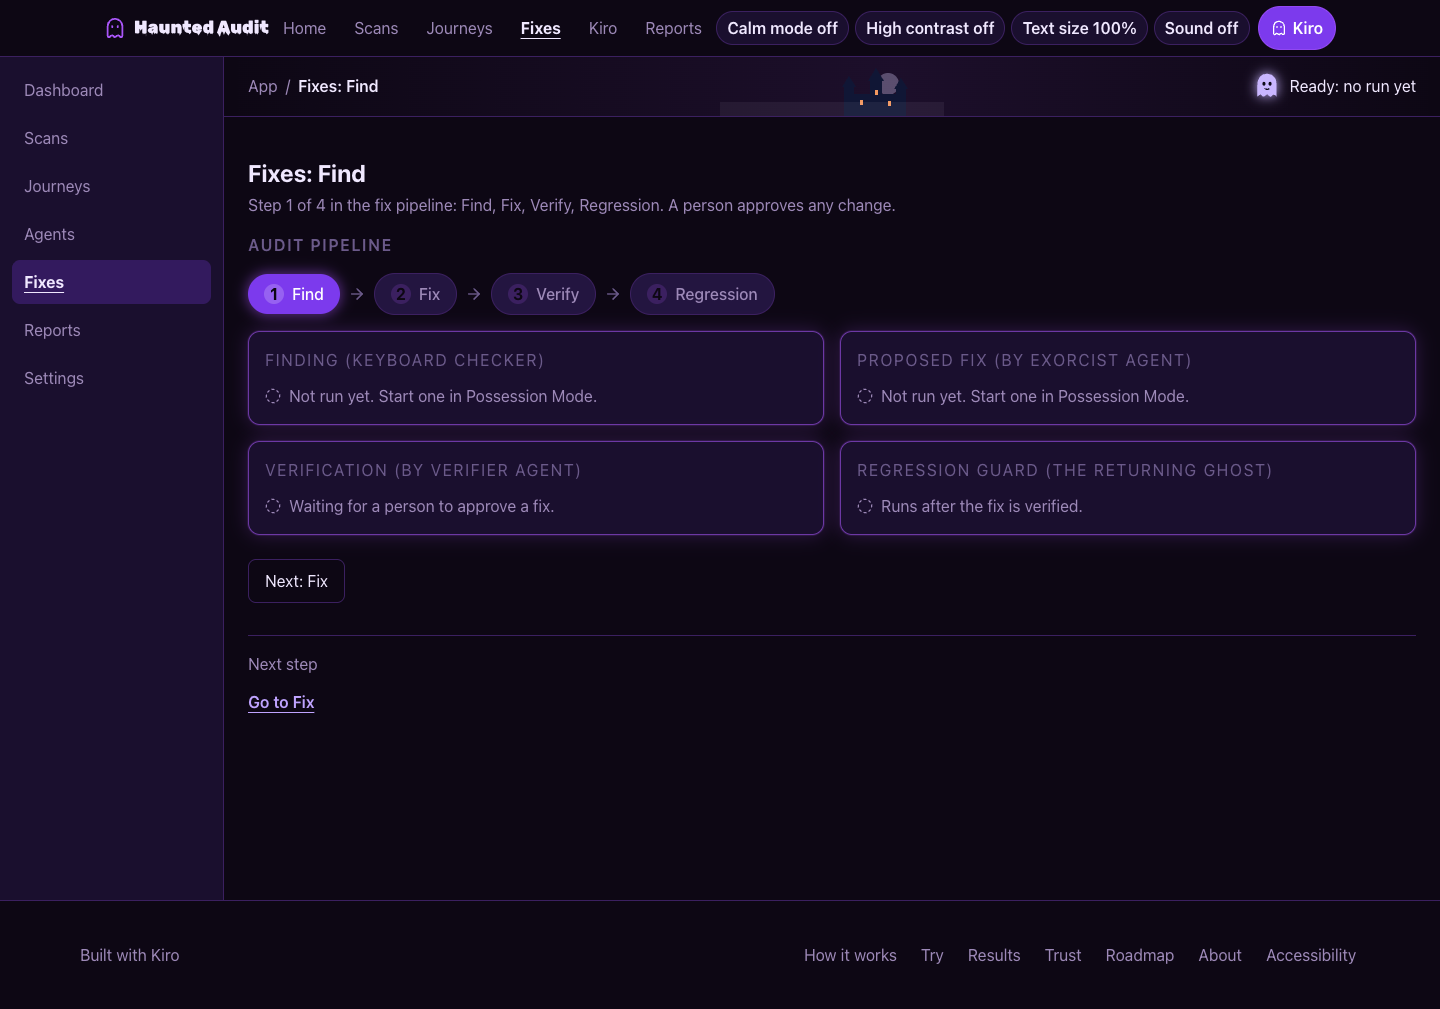 Haunted Audit Home Scans Journeys Fixes Kiro Reports Calm mode off High contrast off Text size 100% Sound off Kiro
Dashboard
Scans
Journeys
Agents
Fixes
Reports
Settings
App / Fixes: Find
Ready: no run yet
Fixes: Find
Step 1 of 4 in the fix pipeline: Find, Fix, Verify, Regression. A person approves any change.
AUDIT PIPELINE
1 Find → 2 Fix → 3 Verify → 4 Regression
FINDING (KEYBOARD CHECKER)
Not run yet. Start one in Possession Mode.
PROPOSED FIX (BY EXORCIST AGENT)
Not run yet. Start one in Possession Mode.
VERIFICATION (BY VERIFIER AGENT)
Waiting for a person to approve a fix.
REGRESSION GUARD (THE RETURNING GHOST)
Runs after the fix is verified.
Next: Fix
Next step
Go to Fix
Built with Kiro
How it works Try Results Trust Roadmap About Accessibility